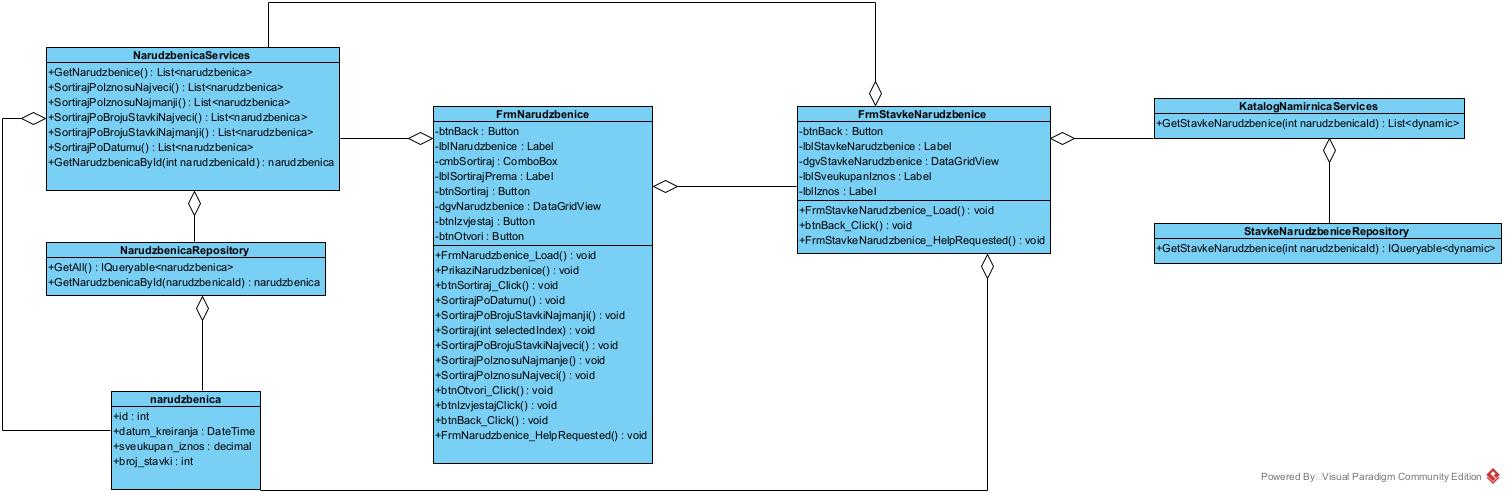 NarudzbenicaServices
+GetNarudzbenice() : List<narudzbenica>
+SortirajPoIznosuNajveci() : List<narudzbenica>
+SortirajPoIznosuNajmanji() : List<narudzbenica>
+SortirajPoBrojuStavkiNajveci() : List<narudzbenica>
+SortirajPoBrojuStavkiNajmanji() : List<narudzbenica>
+SortirajPoDatumu() : List<narudzbenica>
+GetNarudzbenicaById(int narudzbenicaId) : narudzbenica
NarudzbenicaRepository
+GetAll() : IQueryable<narudzbenica>
+GetNarudzbenicaById(narudzbenicaId) : narudzbenica
narudzbenica
+id : int
+datum_kreiranja : DateTime
+sveukupan_iznos : decimal
+broj_stavki : int
FrmNarudzbenice
-btnBack : Button
-lblNarudzbenice : Label
-cmbSortiraj : ComboBox
-lblSortirajPrema : Label
-btnSortiraj : Button
-dgvNarudzbenice : DataGridView
-btnIzvjestaj : Button
-btnOtvori : Button
+FrmNarudzbenice_Load() : void
+PrikaziNarudzbenice() : void
+btnSortiraj_Click() : void
+SortirajPoDatumu() : void
+SortirajPoBrojuStavkiNajmanji() : void
+Sortiraj(int selectedIndex) : void
+SortirajPoBrojuStavkiNajveci() : void
+SortirajPoIznosuNajmanje() : void
+SortirajPoIznosuNajveci() : void
+btnOtvori_Click() : void
+btnIzvjestajClick() : void
+btnBack_Click() : void
+FrmNarudzbenice_HelpRequested() : void
FrmStavkeNarudzbenice
-btnBack : Button
-lblStavkeNarudzbenice : Label
-dgvStavkeNarudzbenice : DataGridView
-lblSveukupanIznos : Label
-lblIznos : Label
+FrmStavkeNarudzbenice_Load() : void
+btnBack_Click() : void
+FrmStavkeNarudzbenice_HelpRequested() : void
KatalogNamirnicaServices
+GetStavkeNarudzbenice(int narudzbenicaId) : List<dynamic>
StavkeNarudzbeniceRepository
+GetStavkeNarudzbenice(int narudzbenicaId) : IQueryable<dynamic>
Powered By Visual Paradigm Community Edition